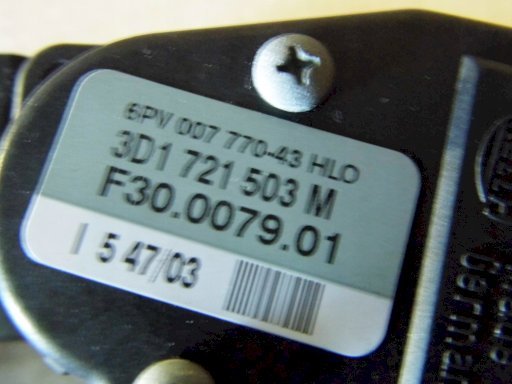 6PV 007 770-43 HLO
3D1 721 503 M
F30.0079.01
I 5 47/03